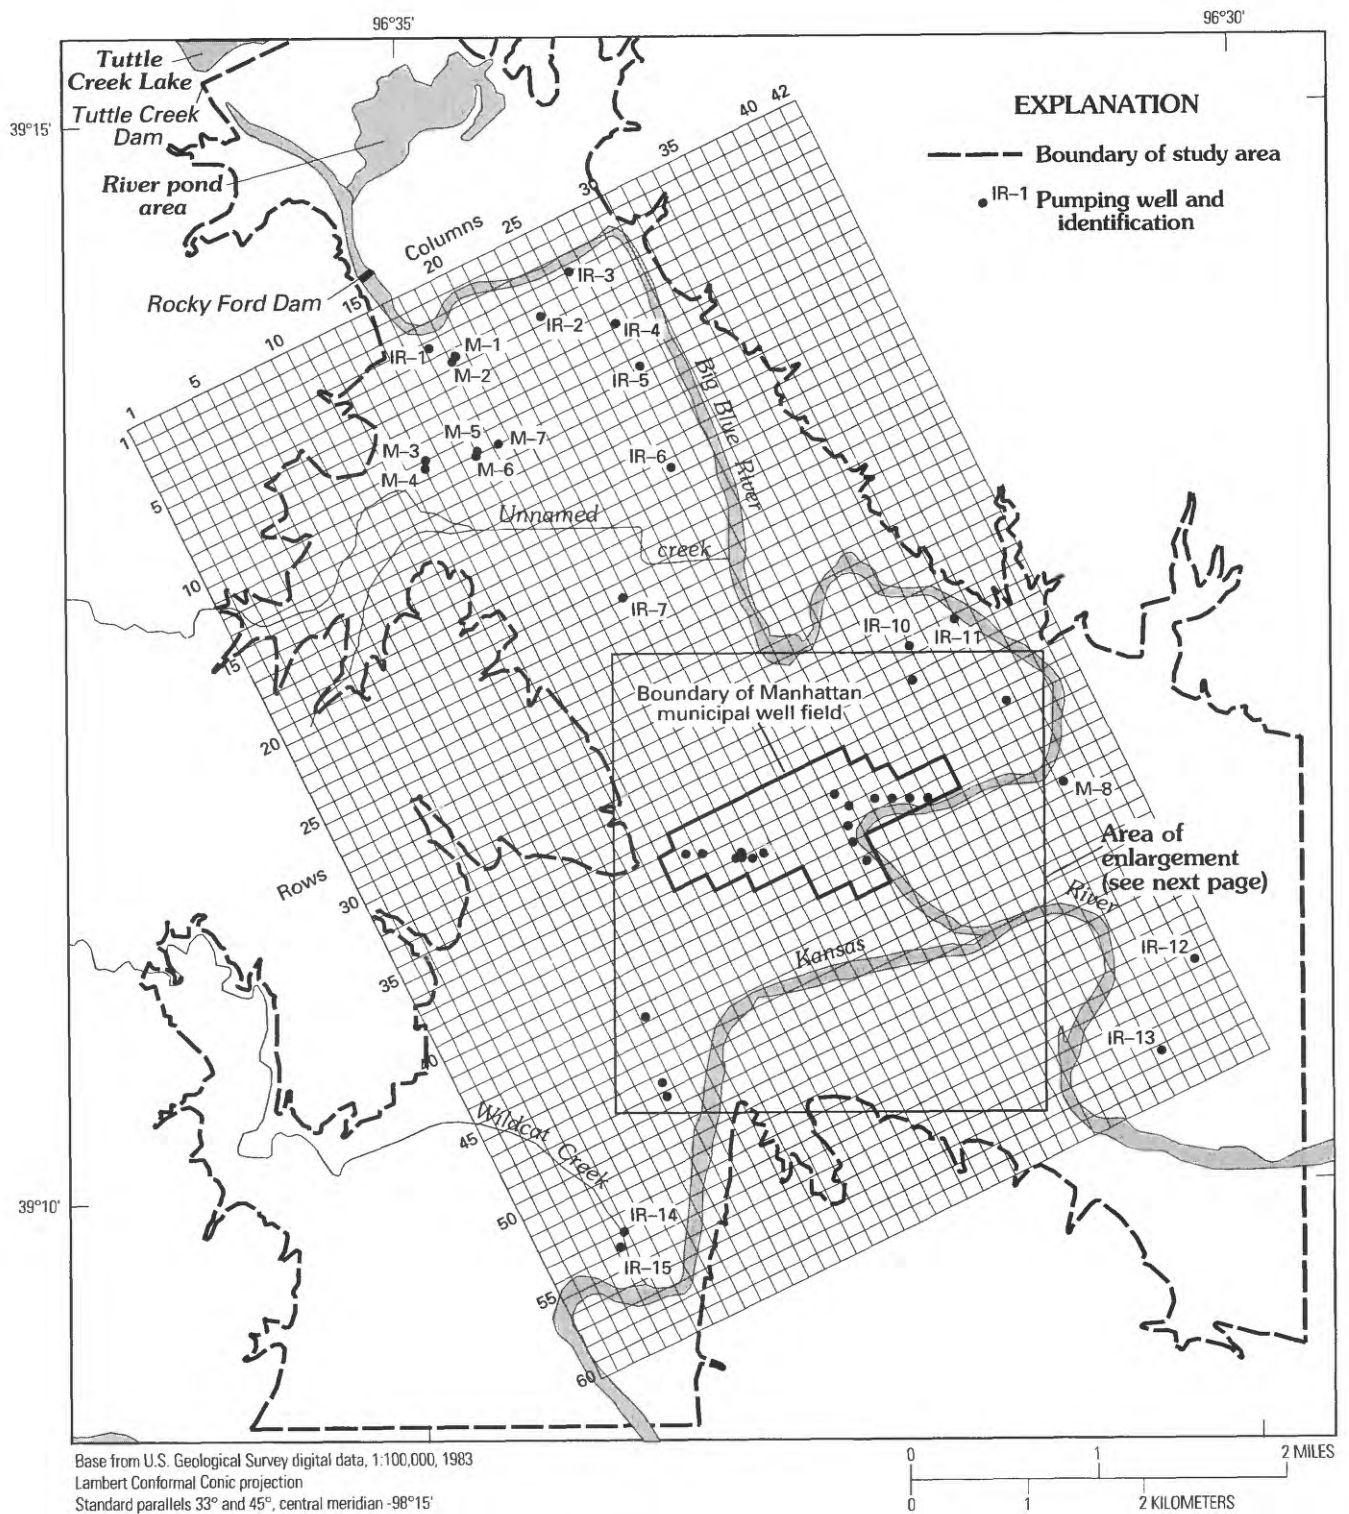 96°35'
96°30'
39°15'
Tuttle
Creek Lake
Tuttle Creek
Dam
River pond
area
Rocky Ford Dam
Columns
1
5
10
15
20
25
30
35
40
42
EXPLANATION
Boundary of study area
IR–1 Pumping well and
identification
IR–3
IR–2
IR–4
M–1
IR–1
M–2
IR–5
Big Blue River
M–5
M–7
M–3
M–6
M–4
IR–6
Unnamed
creek
IR–7
IR–10
IR–11
Boundary of Manhattan
municipal well field
M–8
Area of
enlargement
(see next page)
Kansas River
IR–12
IR–13
Wildcat Creek
IR–14
IR–15
Rows
1
5
10
15
20
25
30
35
40
45
50
55
60
39°10'
Base from U.S. Geological Survey digital data, 1:100,000, 1983
Lambert Conformal Conic projection
Standard parallels 33° and 45°, central meridian -98°15'
0 1 2 MILES
0 1 2 KILOMETERS